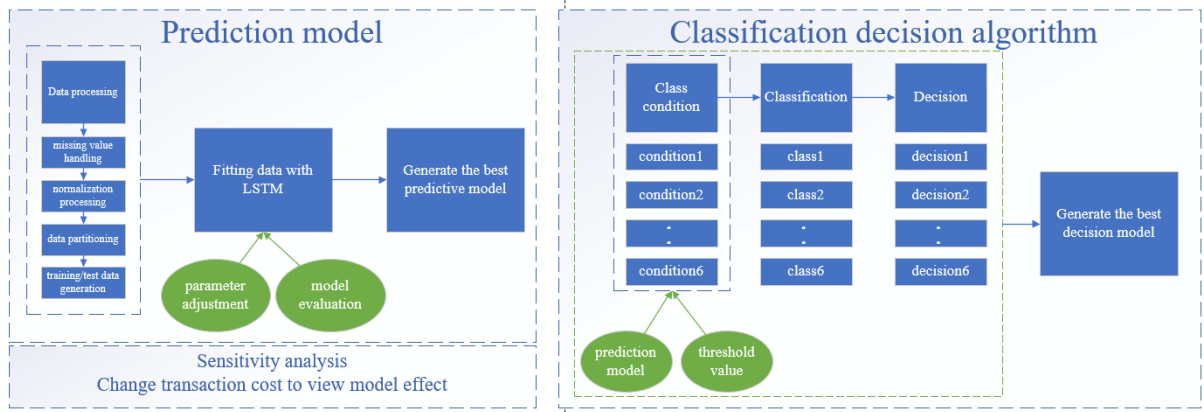 Prediction model
Data processing
missing value
handling
normalization
processing
data partitioning
training/test data
generation
Fitting data with
LSTM
Generate the best
predictive model
parameter
adjustment
model
evaluation
Sensitivity analysis
Change transaction cost to view model effect
Classification decision algorithm
Class
condition
Classification
Decision
condition1
class1
decision1
condition2
class2
decision2
:
:
:
condition6
class6
decision6
prediction
model
threshold
value
Generate the best
decision model